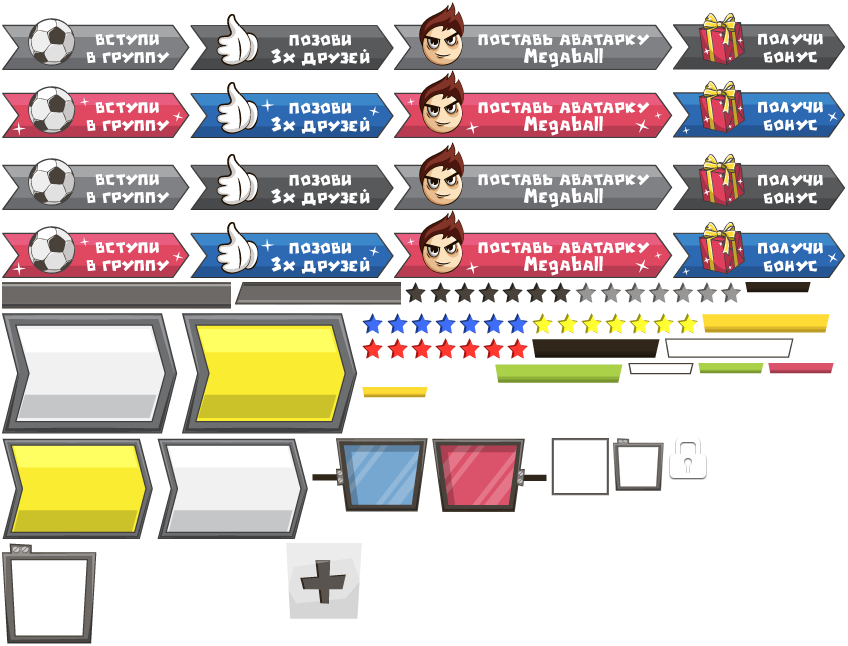 ВСТУПИ
В ГРУППУ
ПОЗОВИ
3х ДРУЗЕЙ
ПОСТАВЬ АВАТАРКУ
Megaball
ПОЛУЧИ
БОНУС
ВСТУПИ
В ГРУППУ
ПОЗОВИ
3х ДРУЗЕЙ
ПОСТАВЬ АВАТАРКУ
Megaball
ПОЛУЧИ
БОНУС
ВСТУПИ
В ГРУППУ
ПОЗОВИ
3х ДРУЗЕЙ
ПОСТАВЬ АВАТАРКУ
Megaball
ПОЛУЧИ
БОНУС
ВСТУПИ
В ГРУППУ
ПОЗОВИ
3х ДРУЗЕЙ
ПОСТАВЬ АВАТАРКУ
Megaball
ПОЛУЧИ
БОНУС